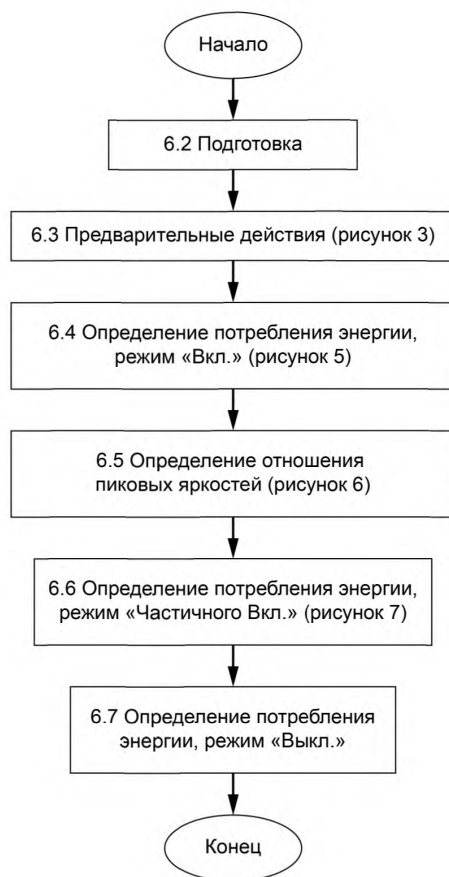 Начало
6.2 Подготовка
6.3 Предварительные действия (рисунок 3)
6.4 Определение потребления энергии,
режим «Вкл.» (рисунок 5)
6.5 Определение отношения
пиковых яркостей (рисунок 6)
6.6 Определение потребления энергии,
режим «Частичного Вкл.» (рисунок 7)
6.7 Определение потребления
энергии, режим «Выкл.»
Конец